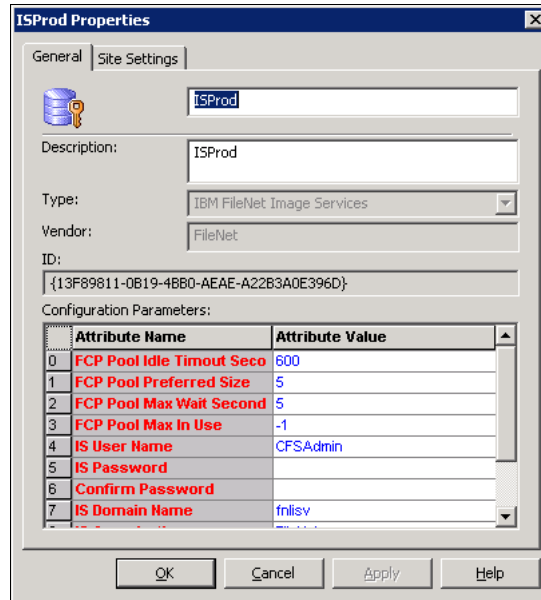 ISProd Properties
General
Site Settings
ISProd
Description:
ISProd
Type:
IBM FileNet Image Services
Vendor:
FileNet
ID:
{13F89811-0B19-4BB0-AEAE-A22B3A0E396D}
Configuration Parameters:
Attribute Name Attribute Value
0 FCP Pool Idle Timout Seco 600
1 FCP Pool Preferred Size 5
2 FCP Pool Max Wait Second 5
3 FCP Pool Max In Use -1
4 IS User Name CFSAdmin
5 IS Password
6 Confirm Password
7 IS Domain Name fnlisv
OK Cancel Apply Help